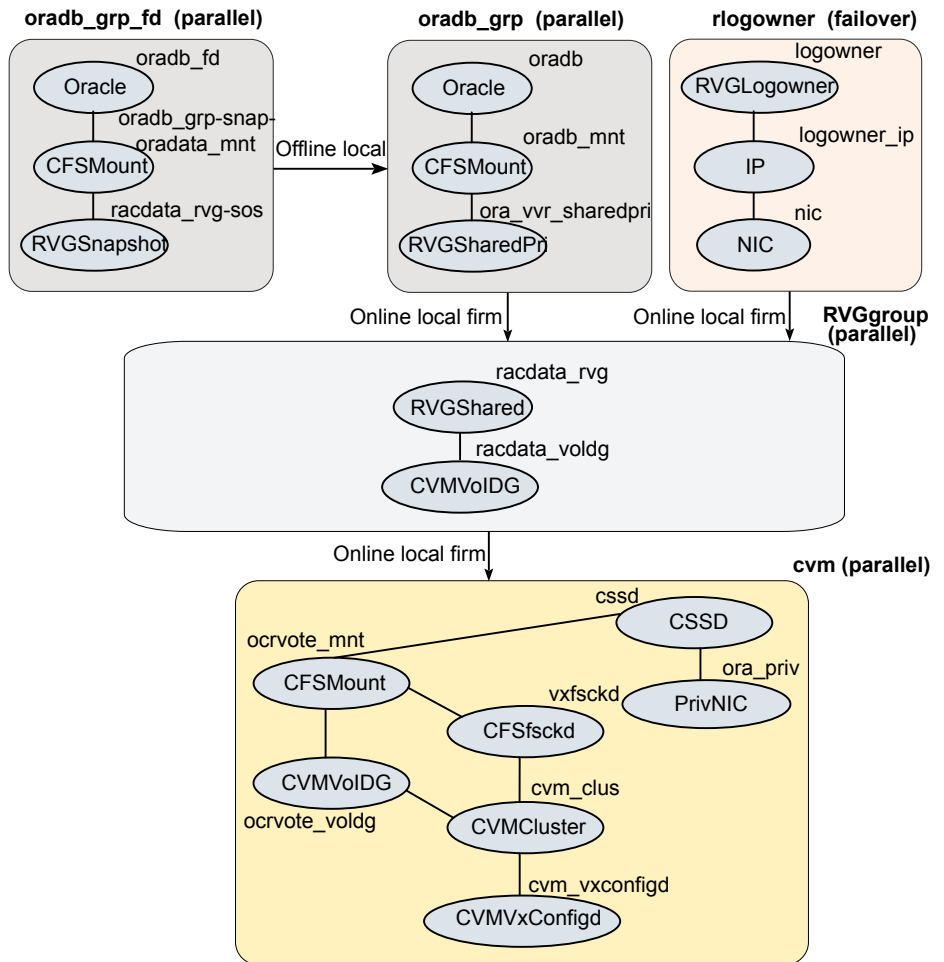 oradb_grp_fd (parallel)
oradb_fd
Oracle
oradb_grp-snap-
oradata_mnt
CFSMount
racdata_rvg-sos
RVGSnapshot
Offline local
oradb_grp (parallel)
oradb
Oracle
oradb_mnt
CFSMount
ora_vvr_sharedpri
RVGSharedPri
rlogowner (failover)
logowner
RVGLogowner
logowner_ip
IP
nic
NIC
Online local firm
Online local firm
RVGgroup
(parallel)
racdata_rvg
RVGShared
racdata_voldg
CVMVolDG
Online local firm
cvm (parallel)
cssd
CSSD
ocrvote_mnt
CFSMount
ora_priv
PrivNIC
vxfsckd
CFSfsckd
CVMVolDG
ocrvote_voldg
cvm_clus
CVMCluster
cvm_vxconfigd
CVMVxConfigd